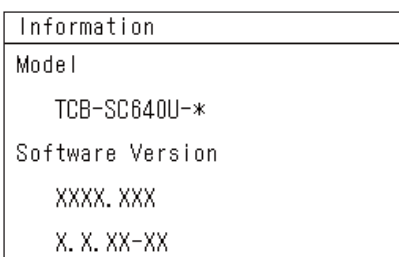 Information
Model
TCB-SC640U-*
Software Version
XXXX.XXX
X.X.XX-XX